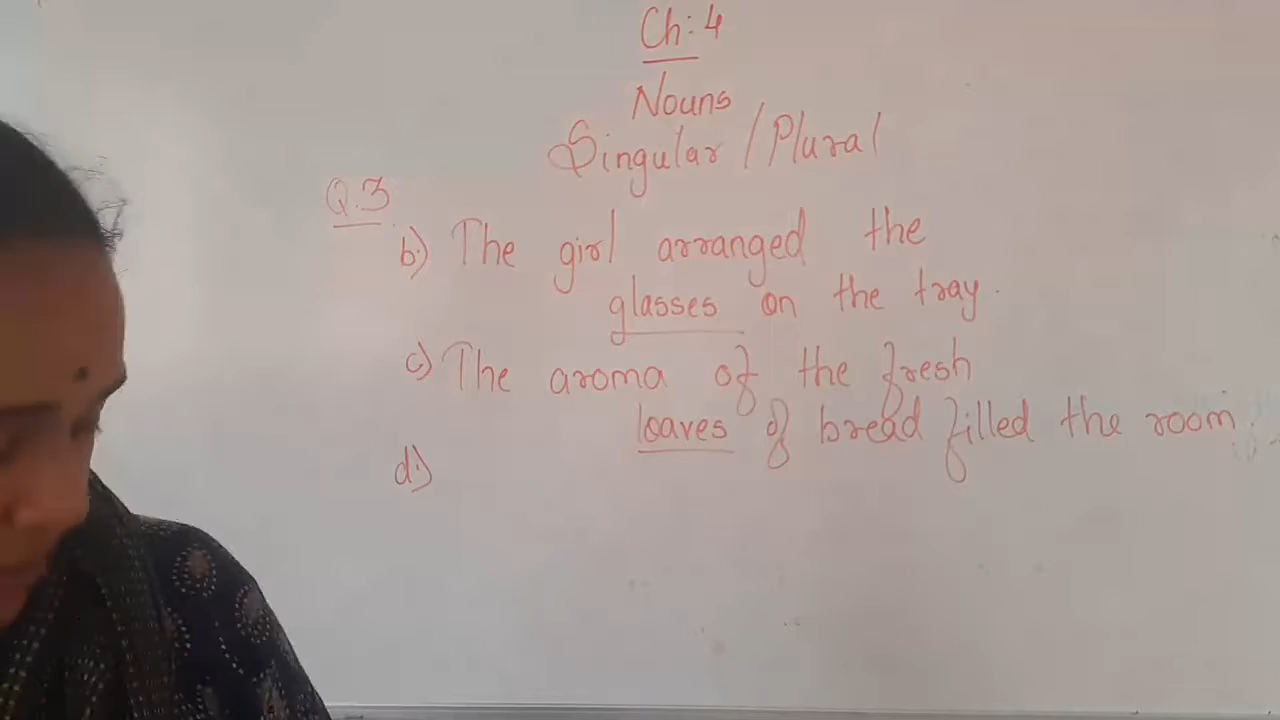 Ch:4
Nouns
Singular / Plural
Q.3
b) The girl arranged the
glasses on the tray.
c) The aroma of the fresh
loaves of bread filled the room.
d)